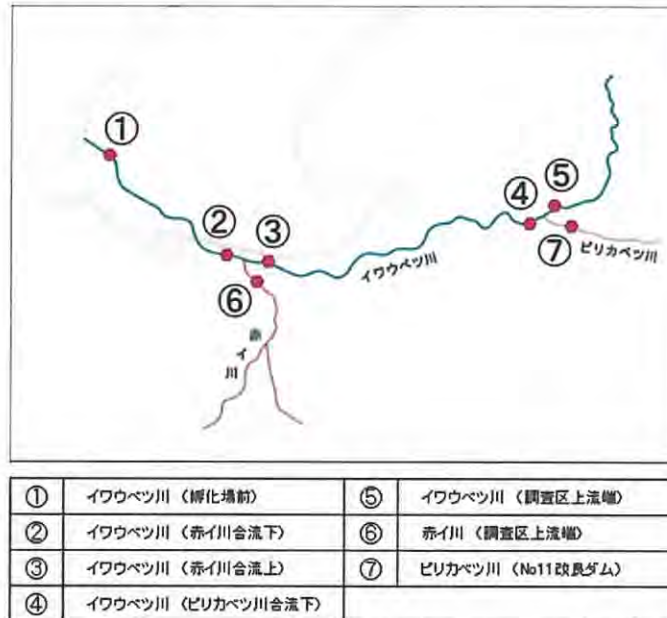 ①
②
③
④
⑤
⑥
⑦
イワウベツ川
ピリカベツ川
赤イ川
① イワウベツ川 (孵化場前) ⑤ イワウベツ川 (調査区上流端)
② イワウベツ川 (赤イ川合流下) ⑥ 赤イ川 (調査区上流端)
③ イワウベツ川 (赤イ川合流上) ⑦ ピリカベツ川 (No11改良ダム)
④ イワウベツ川 (ピリカベツ川合流下)